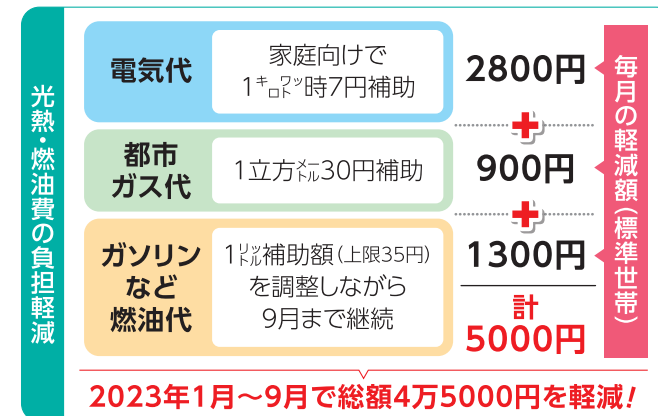 光熱・燃油費の負担軽減
電気代
家庭向けで
1キロワット時7円補助
2800円
+
都市
ガス代
1立方メートル30円補助
900円
+
ガソリン
など
燃油代
1リットル補助額(上限35円)
を調整しながら
9月まで継続
1300円
計
5000円
毎月の軽減額(標準世帯)
2023年1月~9月で総額4万5000円を軽減!